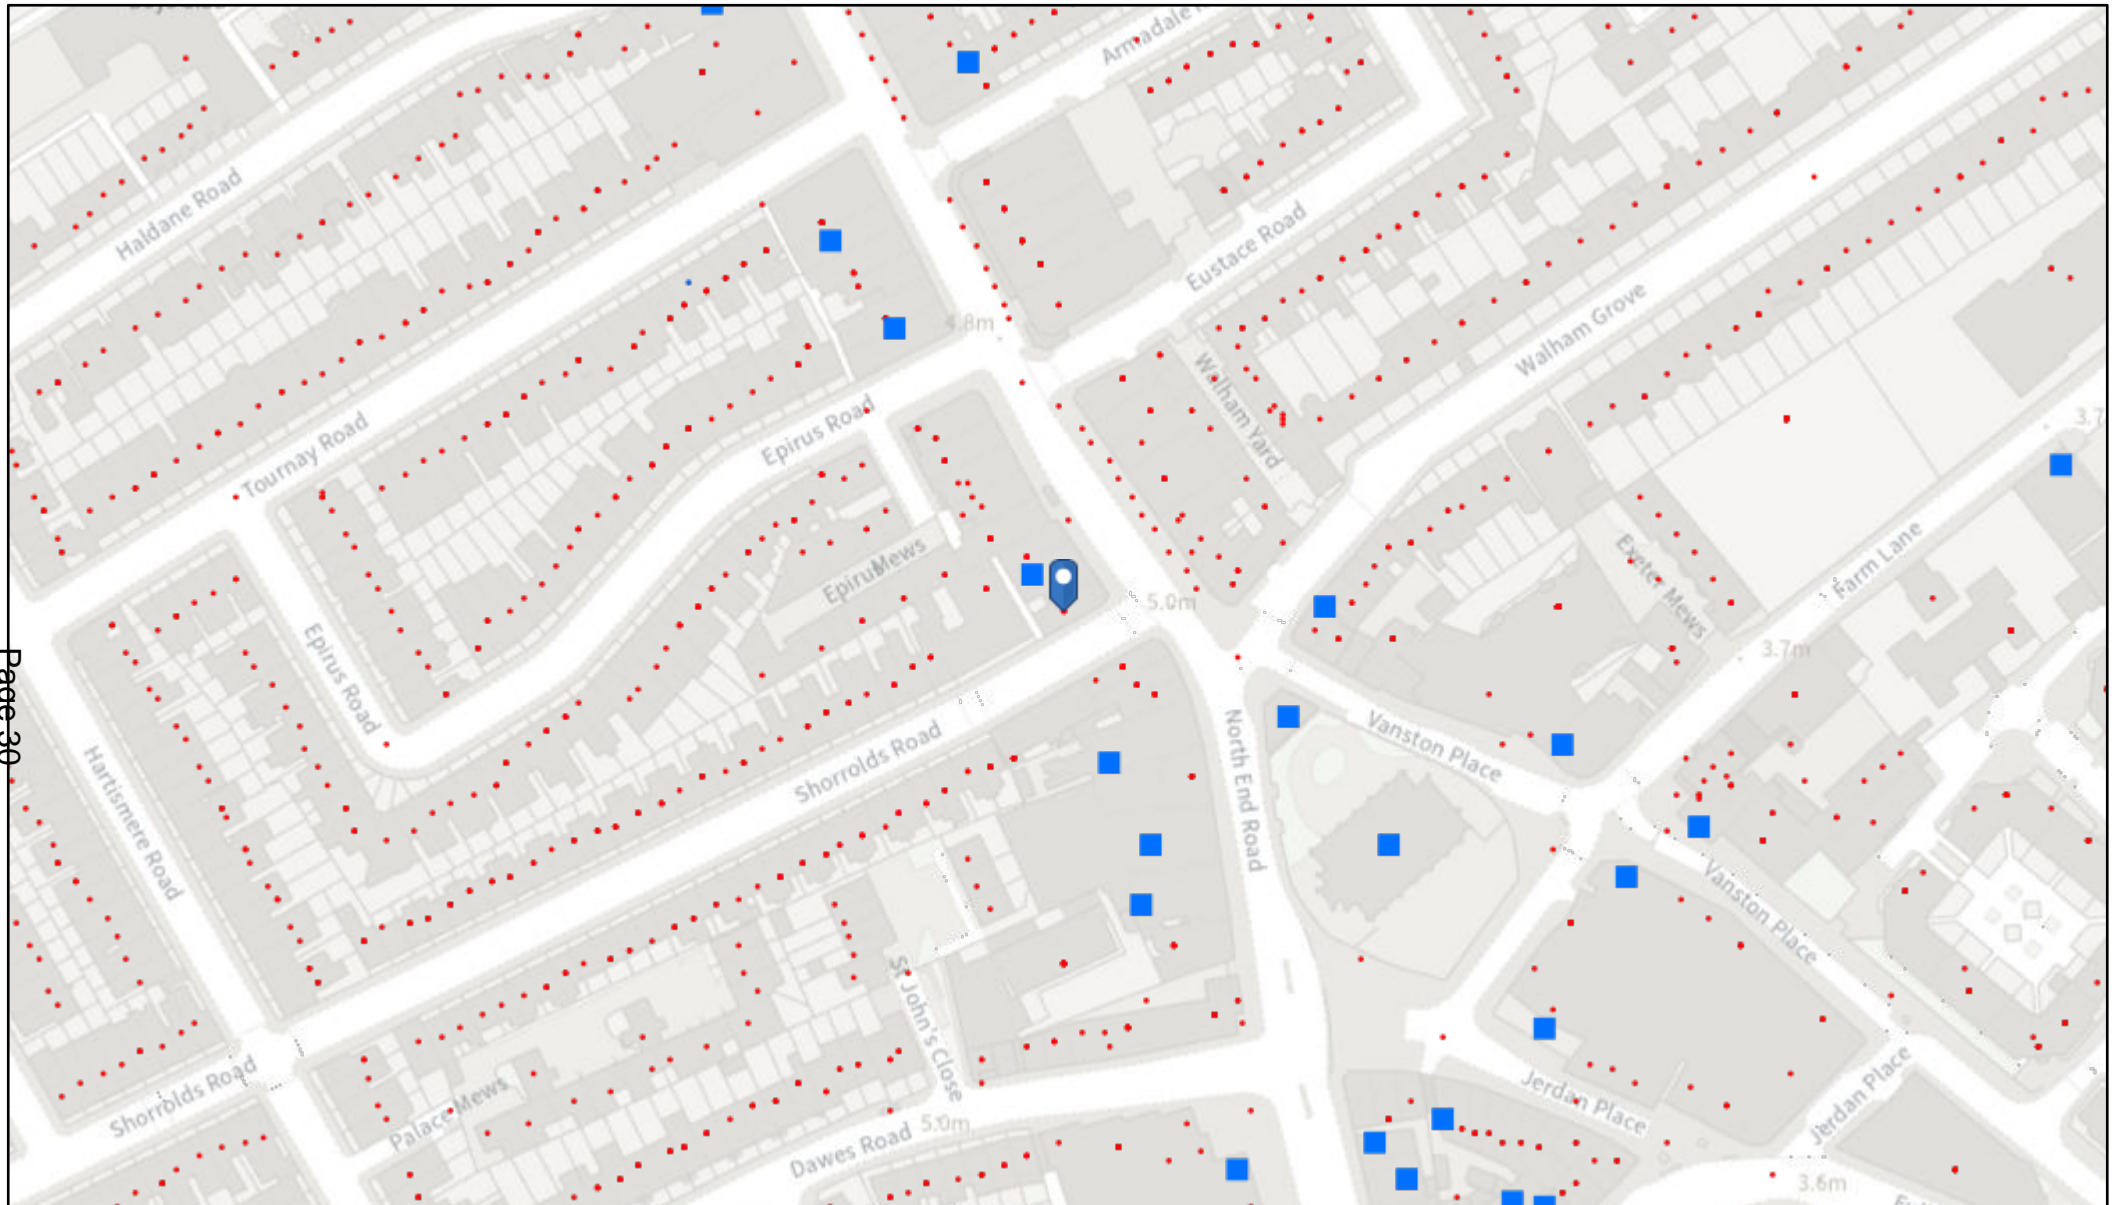 Armadale
Haldane Road
Eustace Road
4.8m
Walham Grove
Walham Yard
Tournay Road
Epirus Road
3.7
Farm Lane
Exeter Mews
Epirus Mews
5.0m
3.7m
Epirus Road
Page 30
Hartismere Road
Shorrolds Road
North End Road
Vanston Place
Vanston Place
St John's Close
Shorrolds Road
Palace Mews
Dawes Road
5.0m
Jerdan Place
Jerdan Place
3.6m